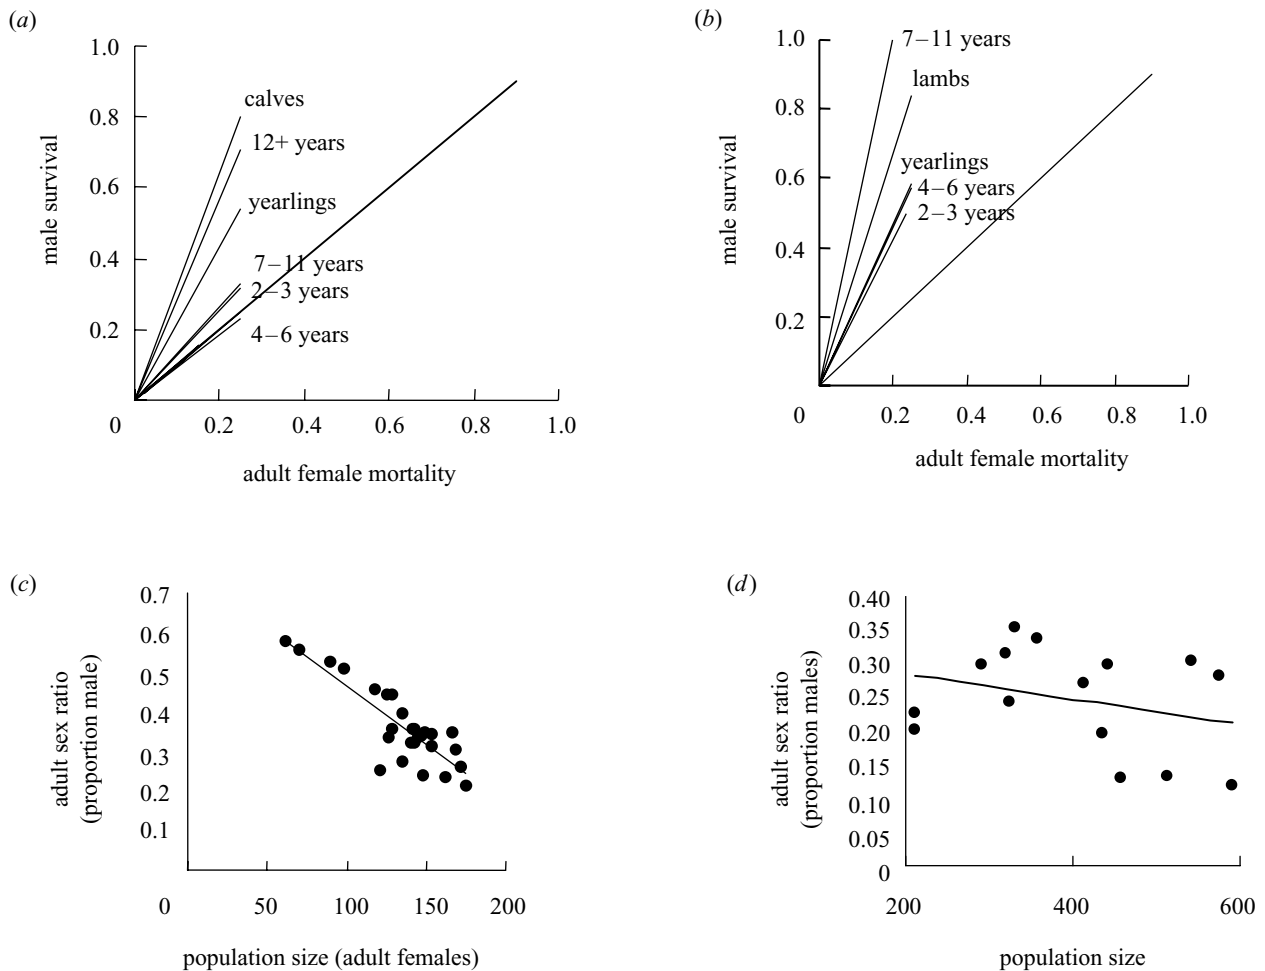 (a)
1.0
0.8
0.6
0.4
0.2
0
0.2
0.4
0.6
0.8
1.0
male survival
adult female mortality
calves
12+ years
yearlings
7–11 years
2–3 years
4–6 years
(b)
1.0
0.8
0.6
0.4
0.2
0
0.2
0.4
0.6
0.8
1.0
male survival
adult female mortality
7–11 years
lambs
yearlings
4–6 years
2–3 years
(c)
0.7
0.6
0.5
0.4
0.3
0.2
0.1
0
50
100
150
200
adult sex ratio
(proportion male)
population size (adult females)
(d)
0.40
0.35
0.30
0.25
0.20
0.15
0.10
0.05
0
200
400
600
adult sex ratio
(proportion males)
population size